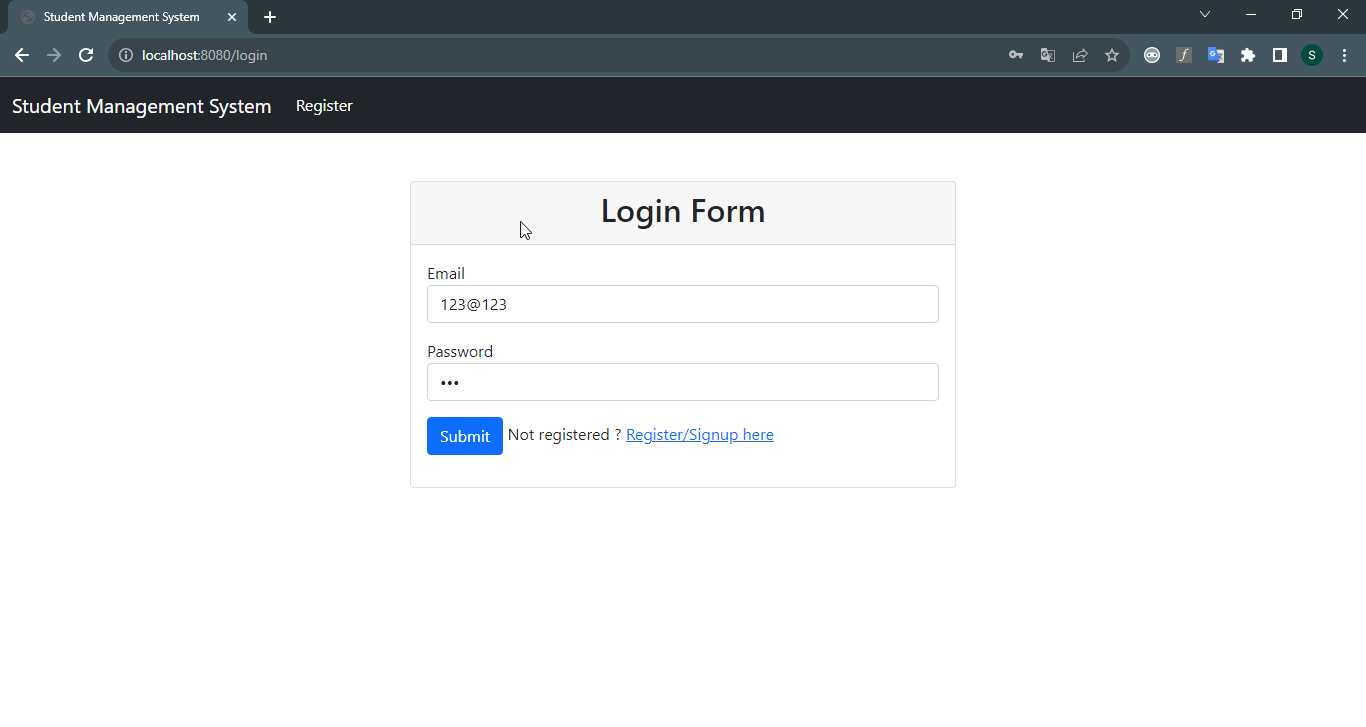 Student Management System
localhost:8080/login
S
Student Management System Register
Login Form
Email
123@123
Password
•••
Submit Not registered ? Register/Signup here